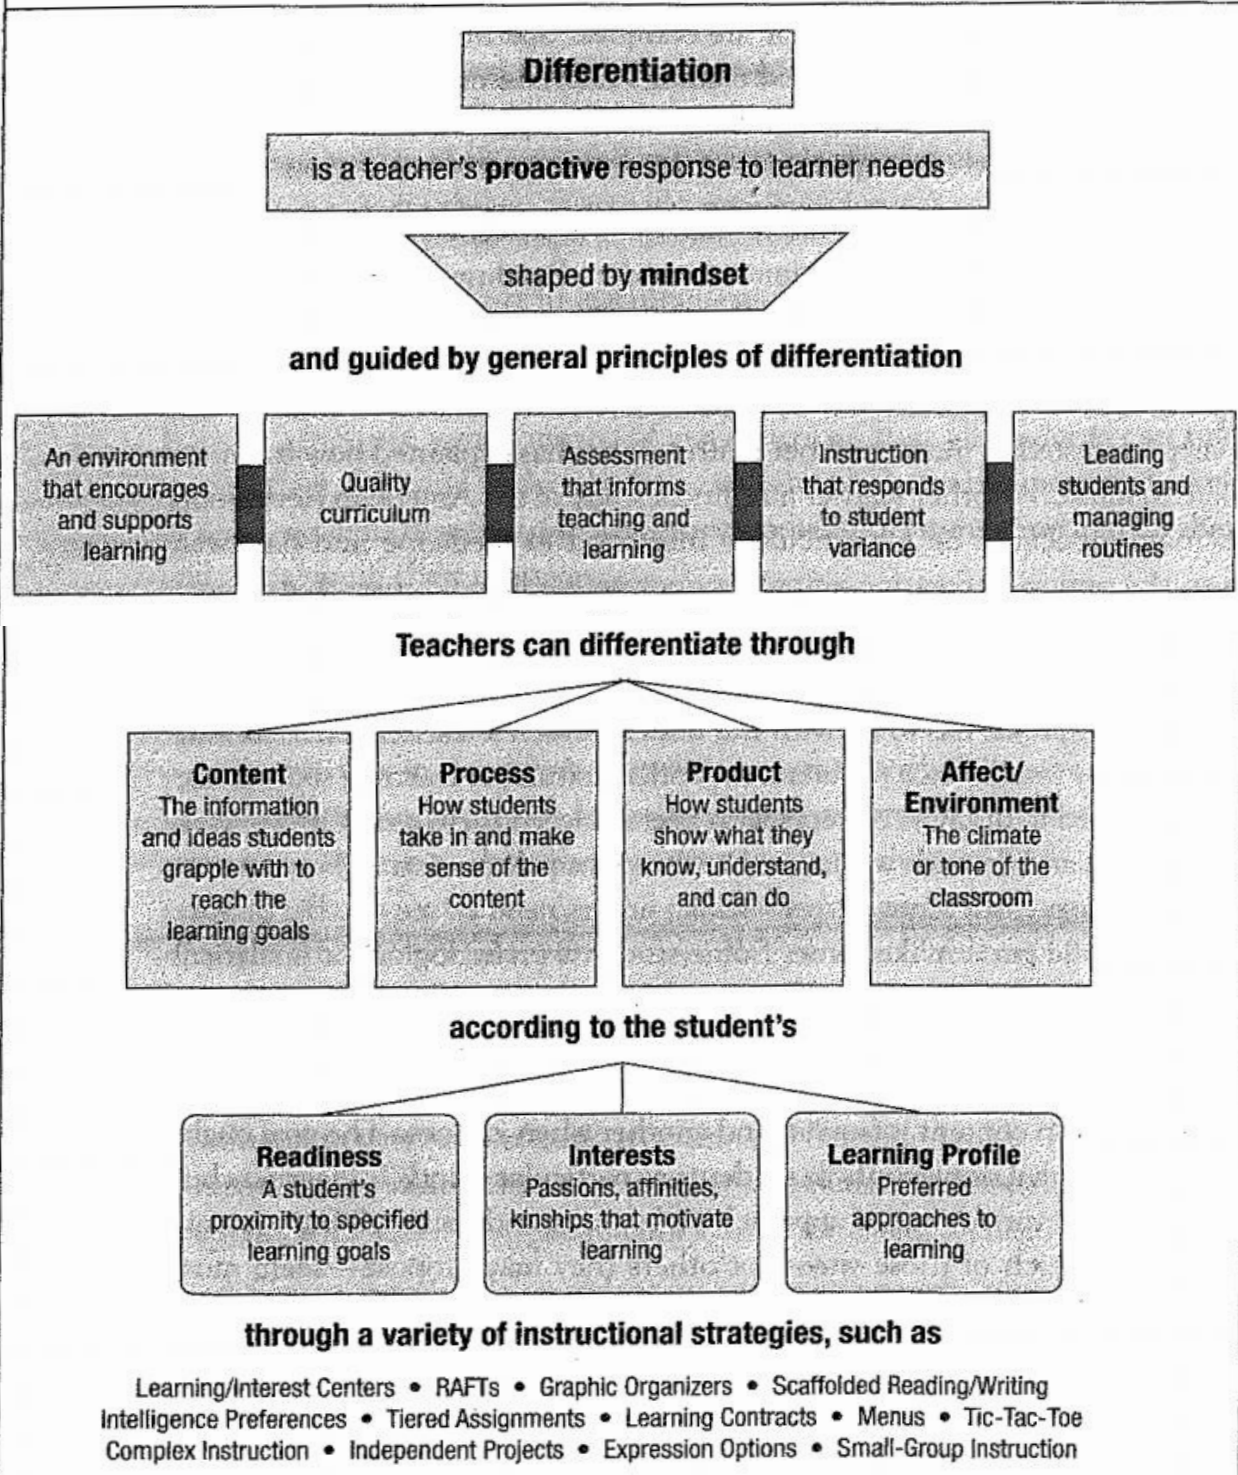 Differentiation
is a teacher's proactive response to learner needs
shaped by mindset
and guided by general principles of differentiation
An environment
that encourages
and supports
learning
Quality
curriculum
Assessment
that informs
teaching and
learning
Instruction
that responds
to student
variance
Leading
students and
managing
routines
Teachers can differentiate through
Content
The information
and ideas students
grapple with to
reach the
learning goals
Process
How students
take in and make
sense of the
content
Product
How students
show what they
know, understand,
and can do
Affect/
Environment
The climate
or tone of the
classroom
according to the student's
Readiness
A student's
proximity to specified
learning goals
Interests
Passions, affinities,
kinships that motivate
learning
Learning Profile
Preferred
approaches to
learning
through a variety of instructional strategies, such as
Learning/Interest Centers • RAFTs • Graphic Organizers • Scaffolded Reading/Writing
Intelligence Preferences • Tiered Assignments • Learning Contracts • Menus • Tic-Tac-Toe
Complex Instruction • Independent Projects • Expression Options • Small-Group Instruction